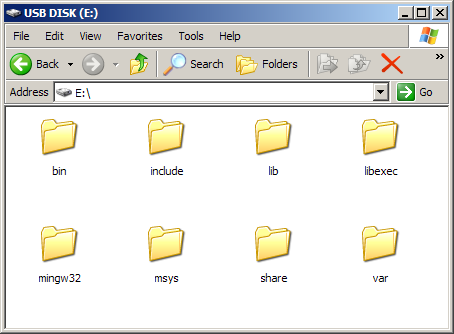 USB DISK (E:)
File Edit View Favorites Tools Help
Back Search Folders
Address E:\ Go
bin include lib libexec
mingw32 msys share var